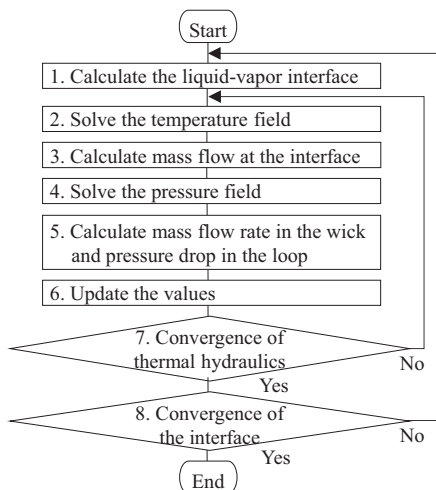 Start
1. Calculate the liquid-vapor interface
2. Solve the temperature field
3. Calculate mass flow at the interface
4. Solve the pressure field
5. Calculate mass flow rate in the wick
and pressure drop in the loop
6. Update the values
7. Convergence of
thermal hydraulics
No
Yes
8. Convergence of
the interface
No
Yes
End